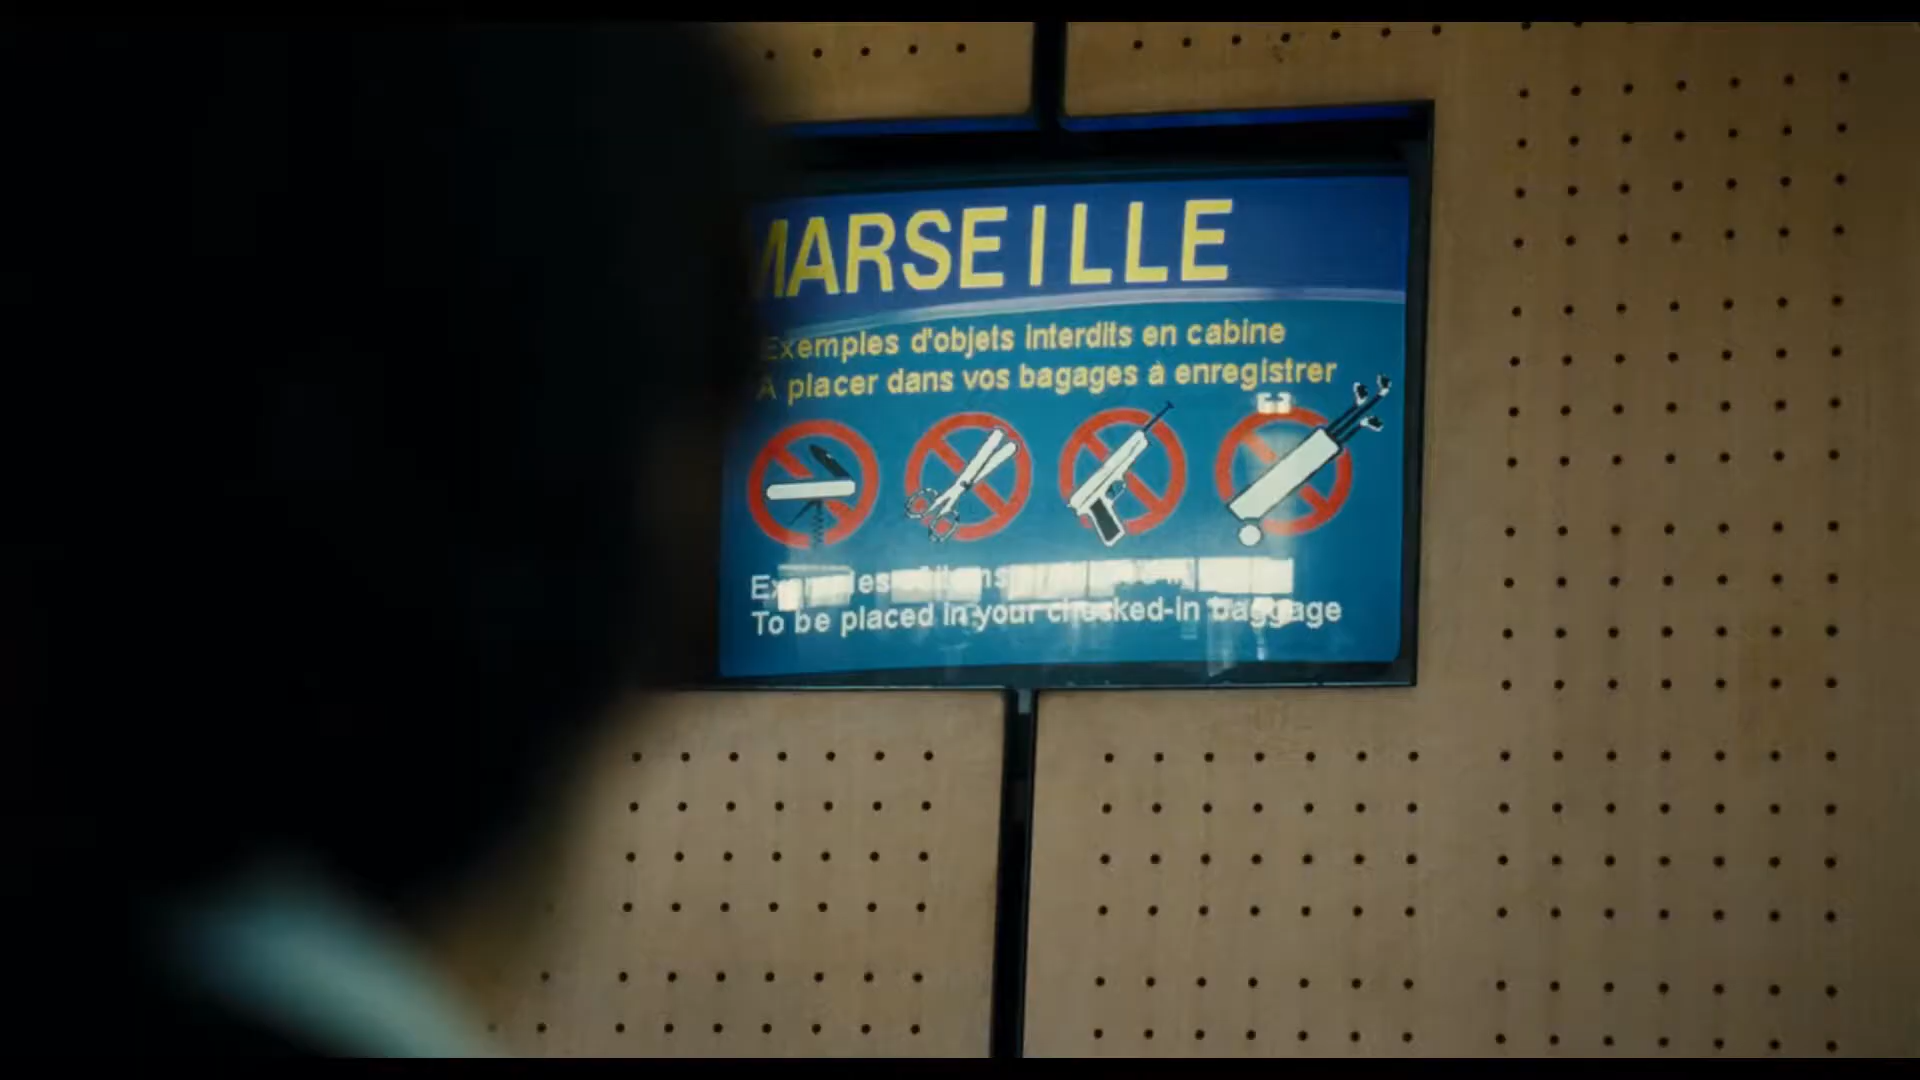 MARSEILLE
Exemples d'objets interdits en cabine
A placer dans vos bagages à enregistrer
To be placed in your checked-in baggage